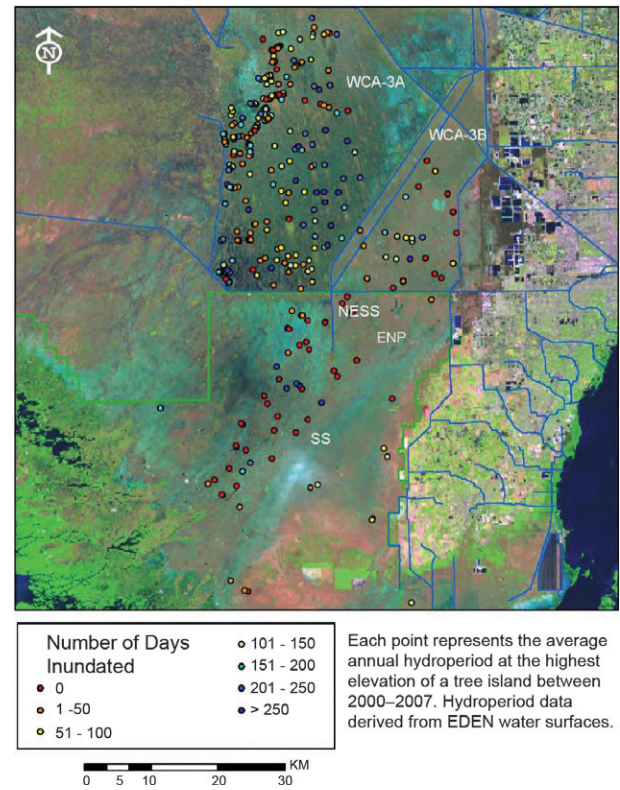 N
WCA-3A
WCA-3B
NESS
ENP
SS
Number of Days
Inundated
0
1 -50
51 - 100
101 - 150
151 - 200
201 - 250
> 250
Each point represents the average
annual hydroperiod at the highest
elevation of a tree island between
2000–2007. Hydroperiod data
derived from EDEN water surfaces.
KM
0 5 10 20 30